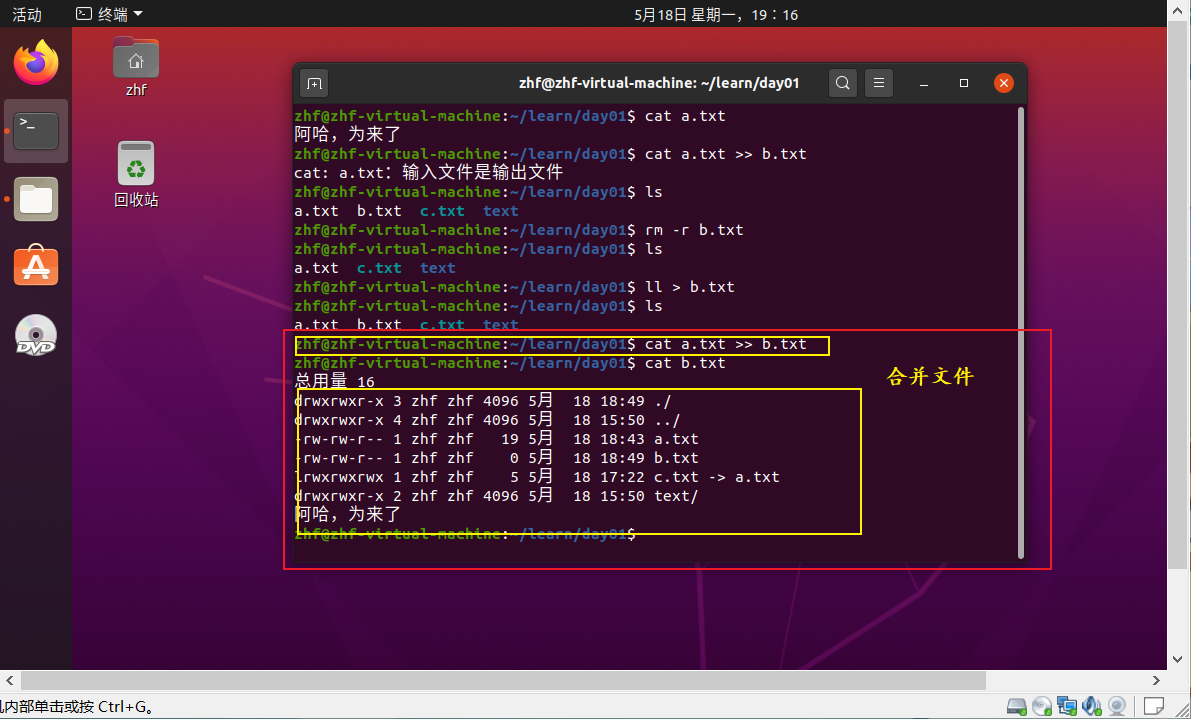 活动 终端 5月18日 星期一，19：16
zhf
回收站
zhf@zhf-virtual-machine: ~/learn/day01
zhf@zhf-virtual-machine:~/learn/day01$ cat a.txt
阿哈，为来了
zhf@zhf-virtual-machine:~/learn/day01$ cat a.txt >> b.txt
cat: a.txt：输入文件是输出文件
zhf@zhf-virtual-machine:~/learn/day01$ ls
a.txt b.txt c.txt text
zhf@zhf-virtual-machine:~/learn/day01$ rm -r b.txt
zhf@zhf-virtual-machine:~/learn/day01$ ls
a.txt c.txt text
zhf@zhf-virtual-machine:~/learn/day01$ ll > b.txt
zhf@zhf-virtual-machine:~/learn/day01$ ls
a.txt b.txt c.txt text
zhf@zhf-virtual-machine:~/learn/day01$ cat a.txt >> b.txt
zhf@zhf-virtual-machine:~/learn/day01$ cat b.txt
总用量 16
drwxrwxr-x 3 zhf zhf 4096 5月 18 18:49 ./
drwxrwxr-x 4 zhf zhf 4096 5月 18 15:50 ../
-rw-rw-r-- 1 zhf zhf 19 5月 18 18:43 a.txt
-rw-rw-r-- 1 zhf zhf 0 5月 18 18:49 b.txt
lrwxrwxrwx 1 zhf zhf 5 5月 18 17:22 c.txt -> a.txt
drwxrwxr-x 2 zhf zhf 4096 5月 18 15:50 text/
阿哈，为来了
zhf@zhf-virtual-machine:~/learn/day01$
合并文件
DVD
内部单击或按 Ctrl+G。